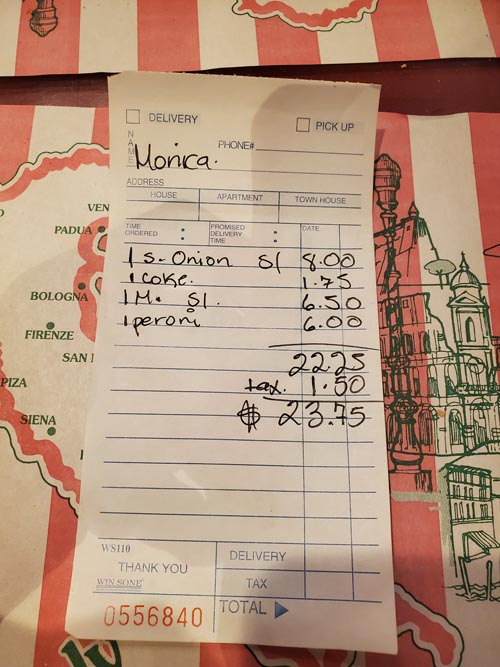 DELIVERY
PICK UP
NAME
Monica.
PHONE#
ADDRESS
HOUSE APARTMENT TOWN HOUSE
TIME ORDERED : PROMISED DELIVERY TIME : DATE
1 S. Onion Sl 8.00
1 coke. 1.75
1 M. Sl. 6.50
1 peroni 6.00
22.25
tax. 1.50
$ 23.75
WS110
THANK YOU
WIN SONE
0556840
DELIVERY
TAX
TOTAL
VEN
PADUA
BOLOGNA
FIRENZE
SAN
PIZA
SIENA